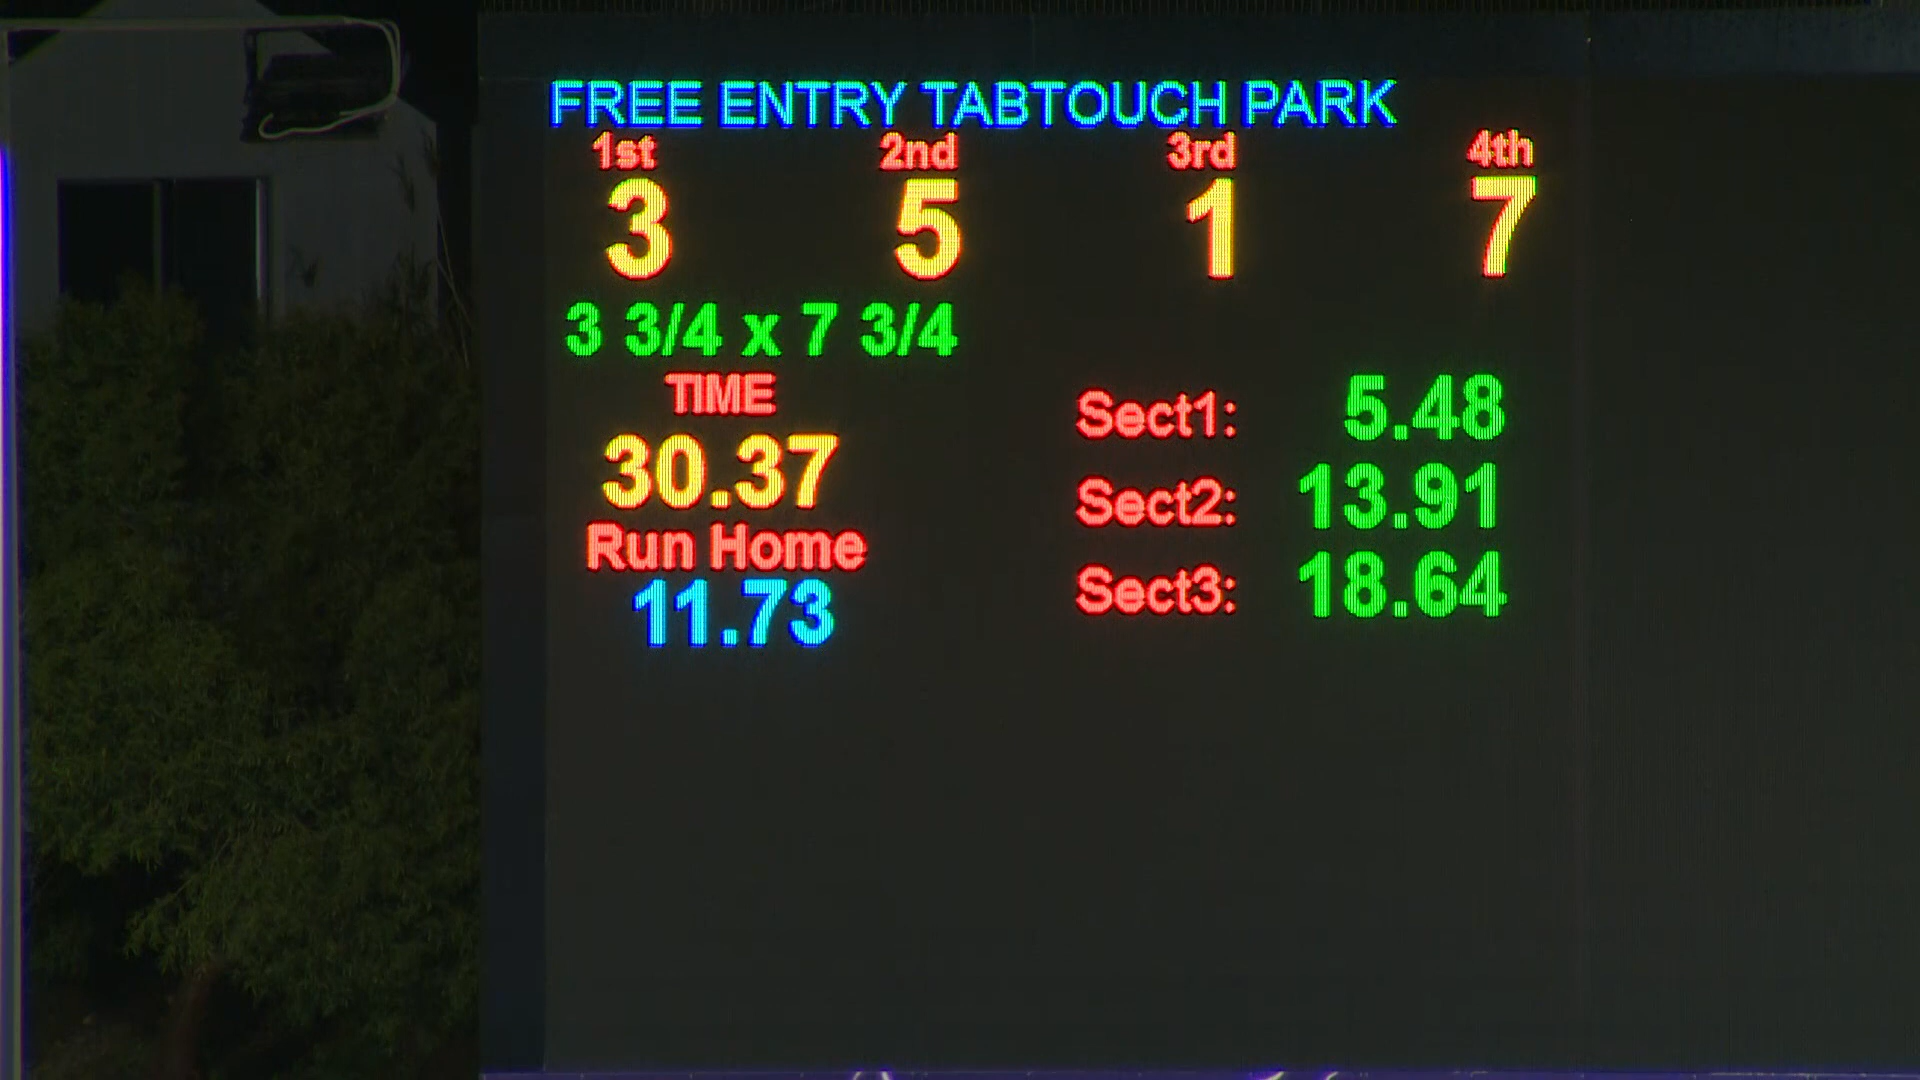 FREE ENTRY TABTOUCH PARK
1st 2nd 3rd 4th
3 5 1 7
3 3/4 x 7 3/4
TIME
30.37
Run Home
11.73
Sect1: 5.48
Sect2: 13.91
Sect3: 18.64